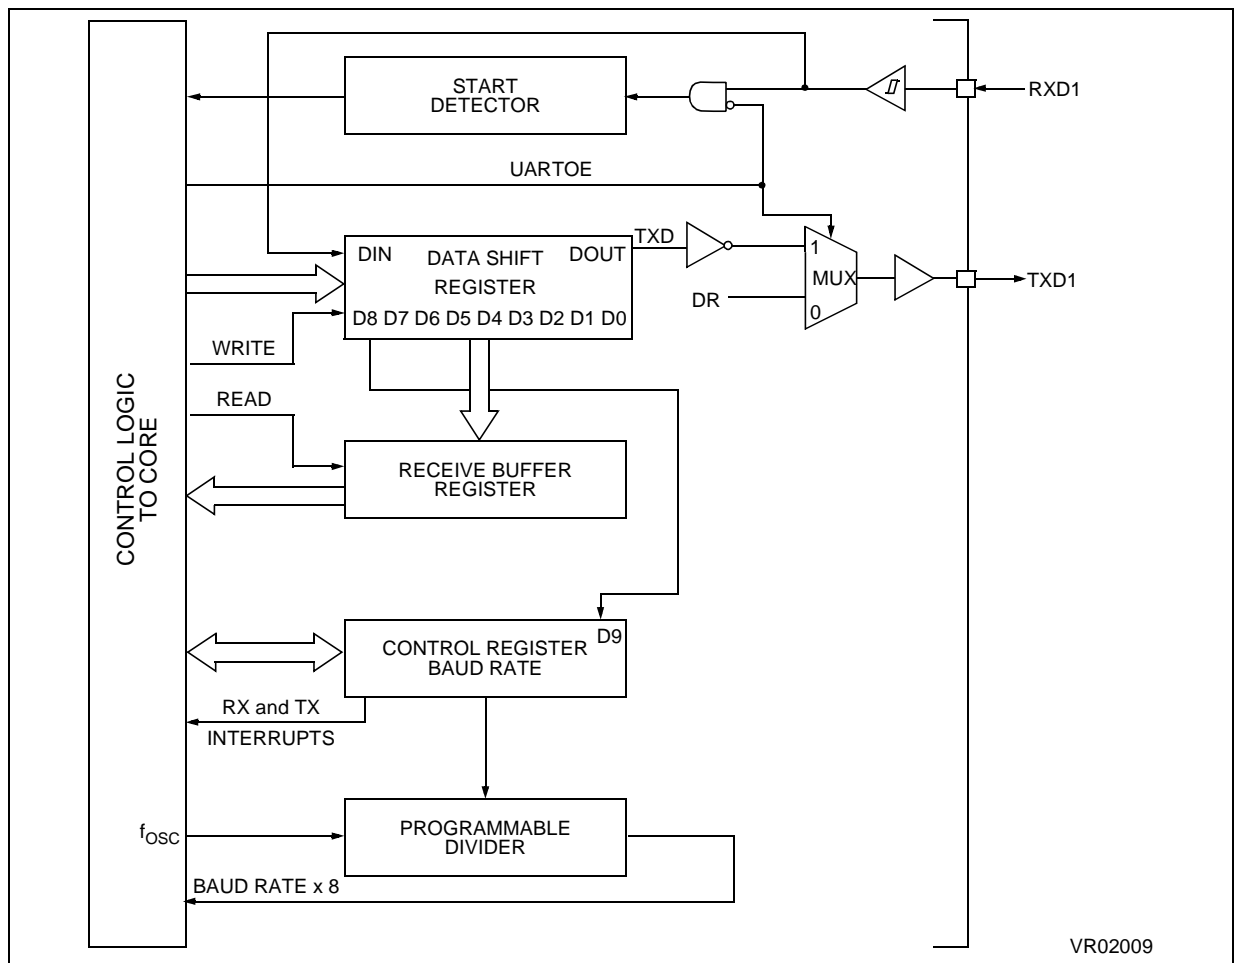 START
DETECTOR
RXD1
UARTOE
TXD
DIN
DATA SHIFT
REGISTER
DOUT
1
MUX
0
TXD1
DR
D8 D7 D6 D5 D4 D3 D2 D1 D0
WRITE
READ
CONTROL LOGIC
TO CORE
RECEIVE BUFFER
REGISTER
D9
CONTROL REGISTER
BAUD RATE
RX and TX
INTERRUPTS
fOSC
PROGRAMMABLE
DIVIDER
BAUD RATE x 8
VR02009